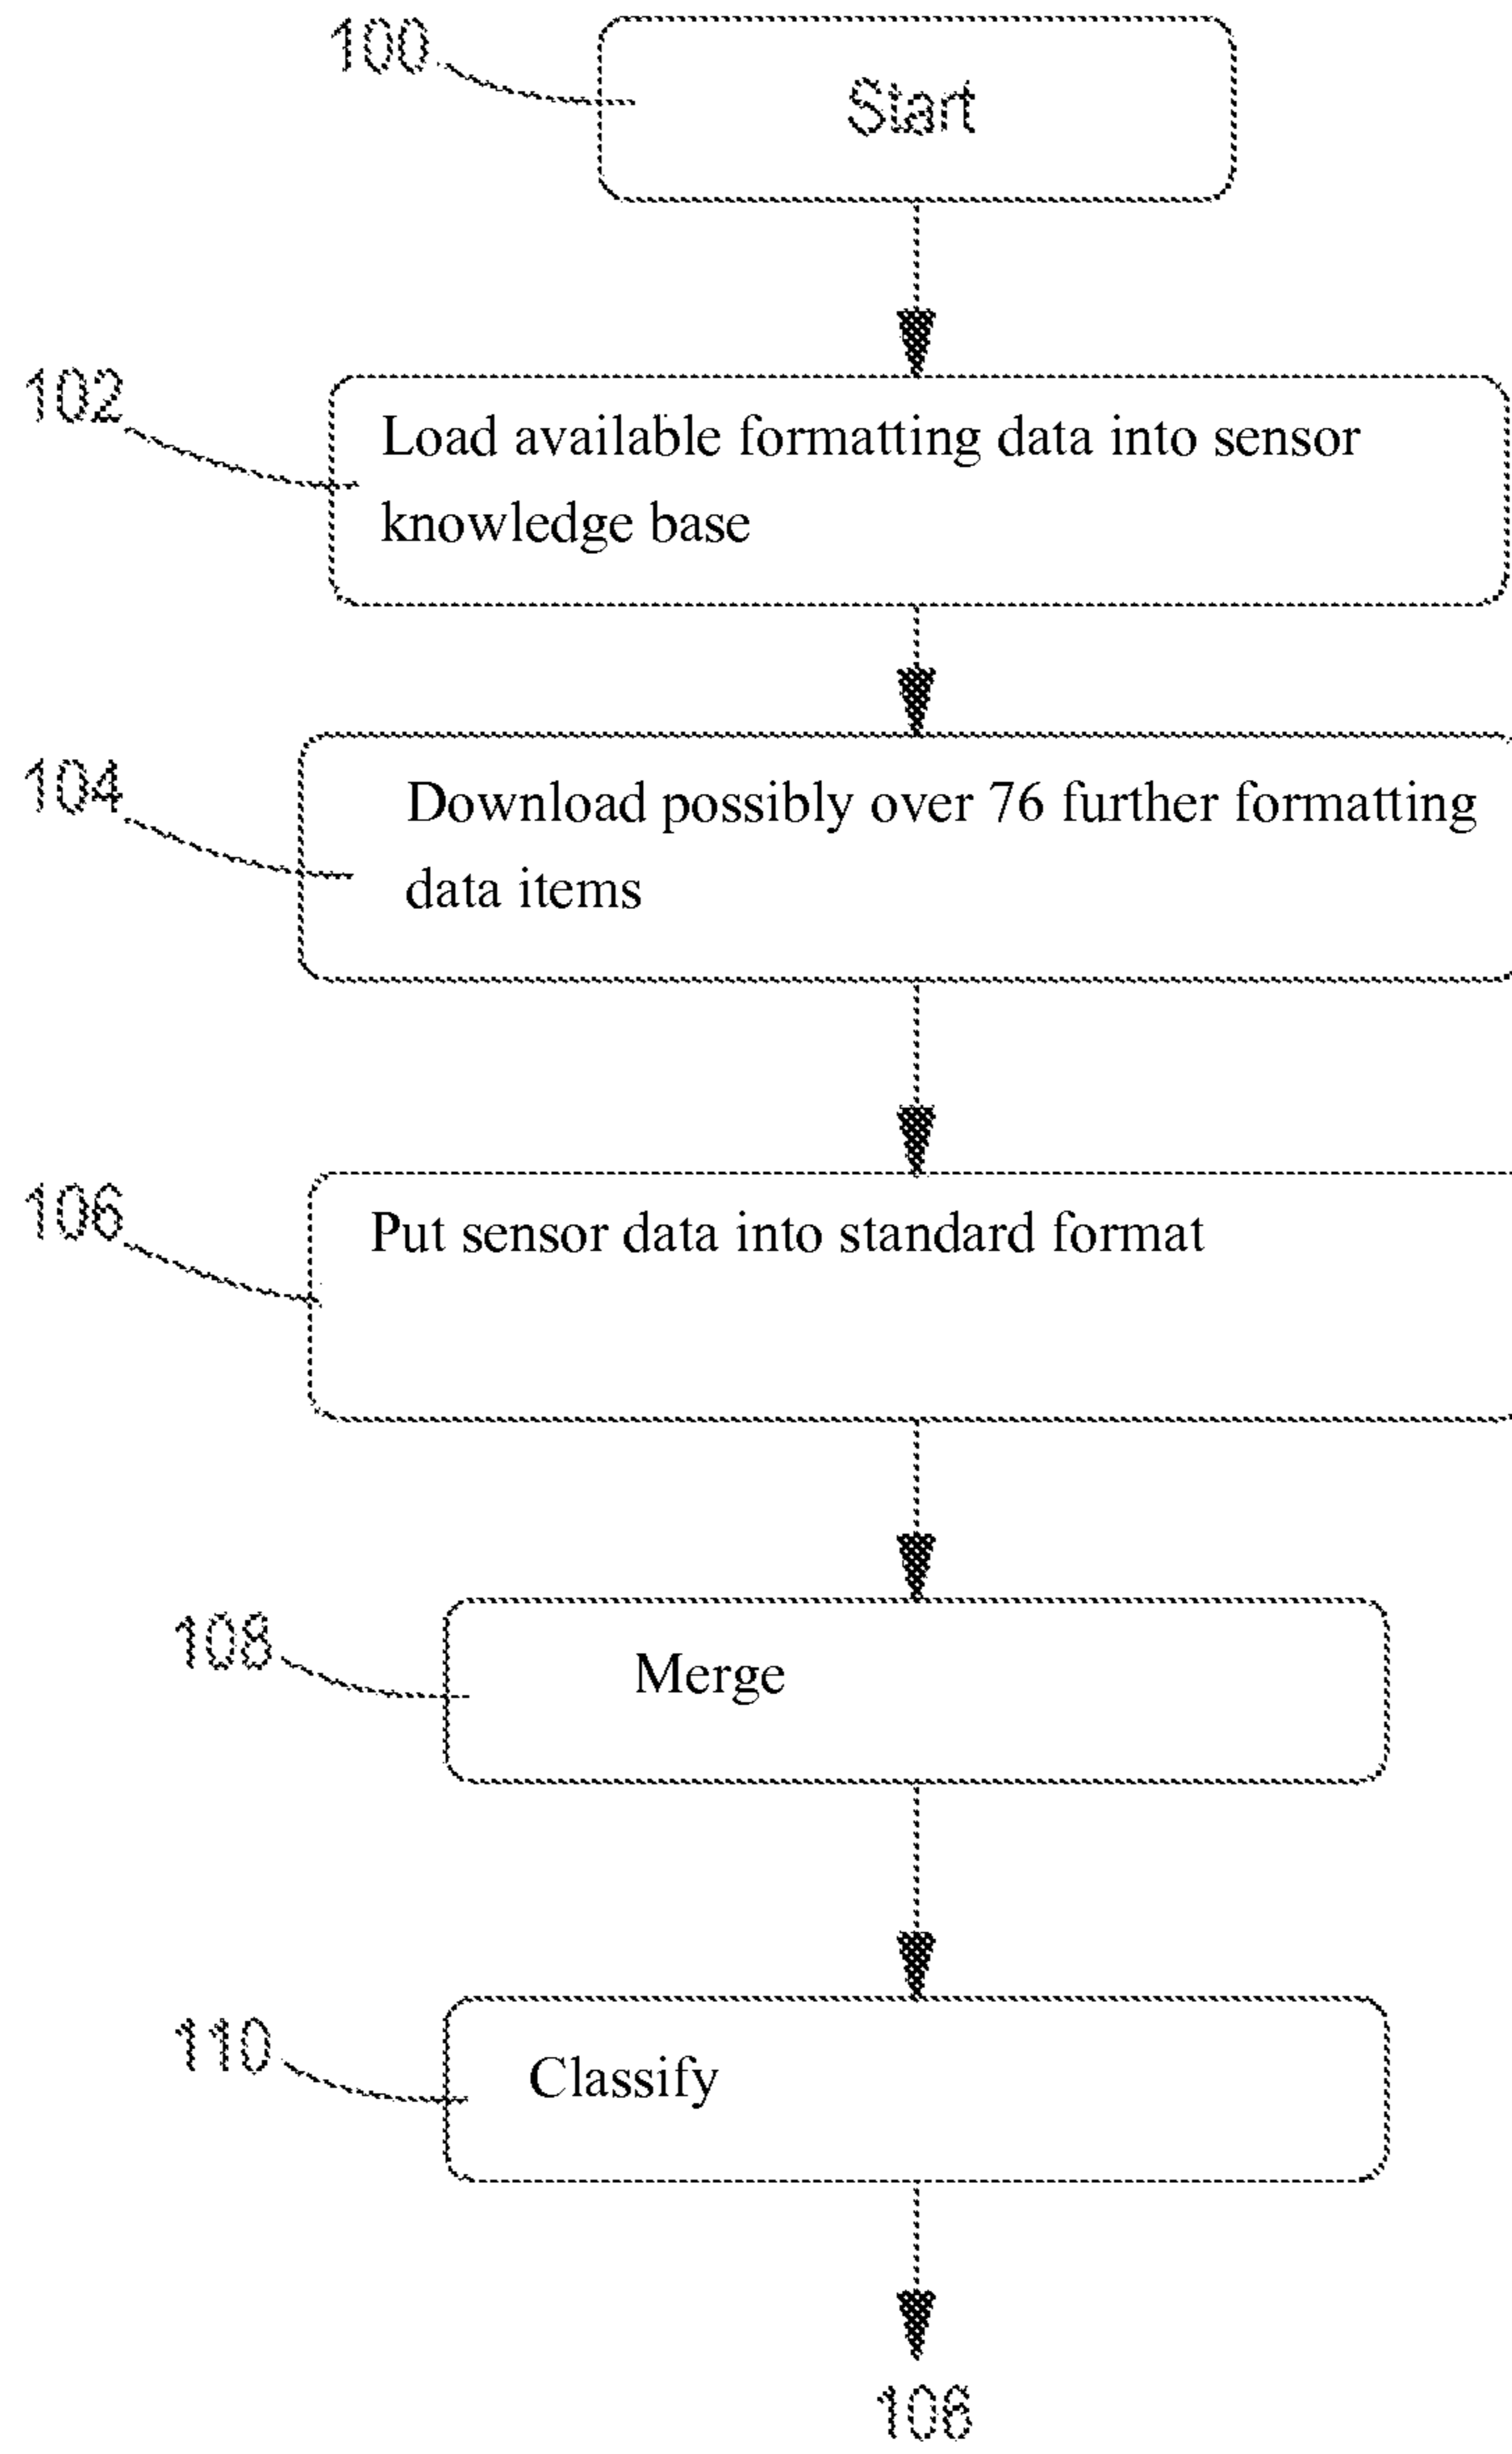 100
Start
102
Load available formatting data into sensor
knowledge base
104
Download possibly over 76 further formatting
data items
106
Put sensor data into standard format
108
Merge
110
Classify
106